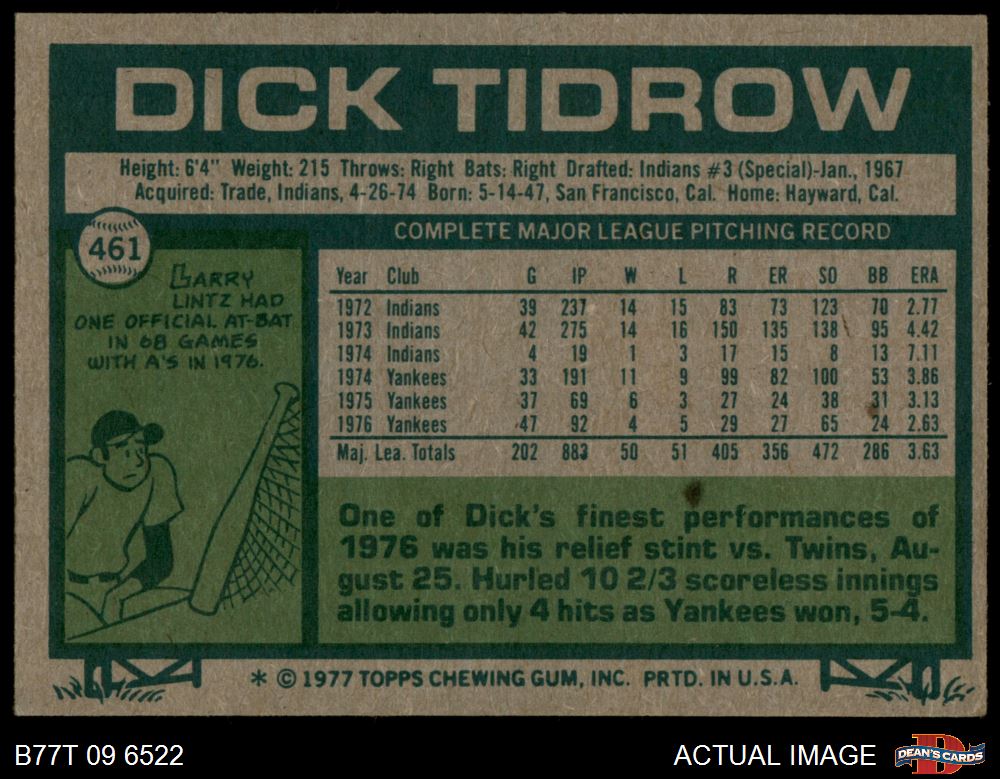 DICK TIDROW
Height: 6'4" Weight: 215 Throws: Right Bats: Right Drafted: Indians #3 (Special)-Jan., 1967
Acquired: Trade, Indians, 4-26-74 Born: 5-14-47, San Francisco, Cal. Home: Hayward, Cal.
461
LARRY
LINTZ HAD
ONE OFFICIAL AT-BAT
IN 68 GAMES
WITH A'S IN 1976.
COMPLETE MAJOR LEAGUE PITCHING RECORD
Year Club G IP W L R ER SO BB ERA
1972 Indians 39 237 14 15 83 73 123 70 2.77
1973 Indians 42 275 14 16 150 135 138 95 4.42
1974 Indians 4 19 1 3 17 15 8 13 7.11
1974 Yankees 33 191 11 9 99 82 100 53 3.86
1975 Yankees 37 69 6 3 27 24 38 31 3.13
1976 Yankees 47 92 4 5 29 27 65 24 2.63
Maj. Lea. Totals 202 883 50 51 405 356 472 286 3.63
One of Dick's finest performances of
1976 was his relief stint vs. Twins, Au-
gust 25. Hurled 10 2/3 scoreless innings
allowing only 4 hits as Yankees won, 5-4.
* © 1977 TOPPS CHEWING GUM, INC. PRTD. IN U.S.A.
B77T 09 6522
ACTUAL IMAGE
DEAN'S CARDS